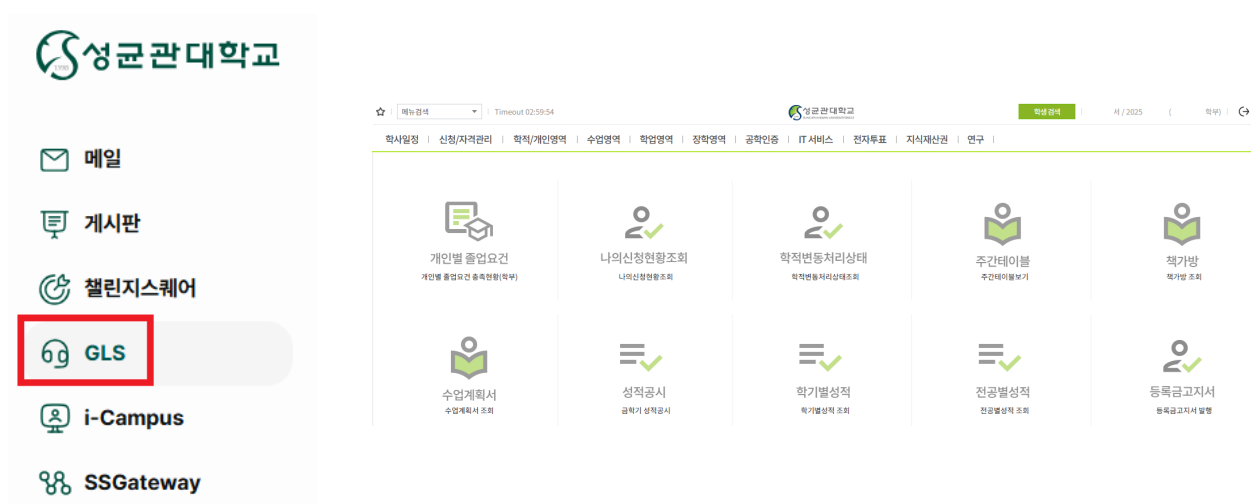 성균관대학교
메일
게시판
챌린지스퀘어
GLS
i-Campus
SSGateway
메뉴검색
Timeout 02:59:54
성균관대학교
학생검색
서 / 2025 ( 학부)
학사일정 | 신청/자격관리 | 학적/개인영역 | 수업영역 | 학업영역 | 장학영역 | 공학인증 | IT 서비스 | 전자투표 | 지식재산권 | 연구 |
개인별 졸업요건
개인별 졸업요건 충족현황(학부)
나의신청현황조회
나의신청현황조회
학적변동처리상태
학적변동처리상태조회
주간테이블
주간테이블보기
책가방
책가방 조회
수업계획서
수업계획서 조회
성적공시
금학기 성적공시
학기별성적
학기별성적 조회
전공별성적
전공별성적 조회
등록금고지서
등록금고지서 발행